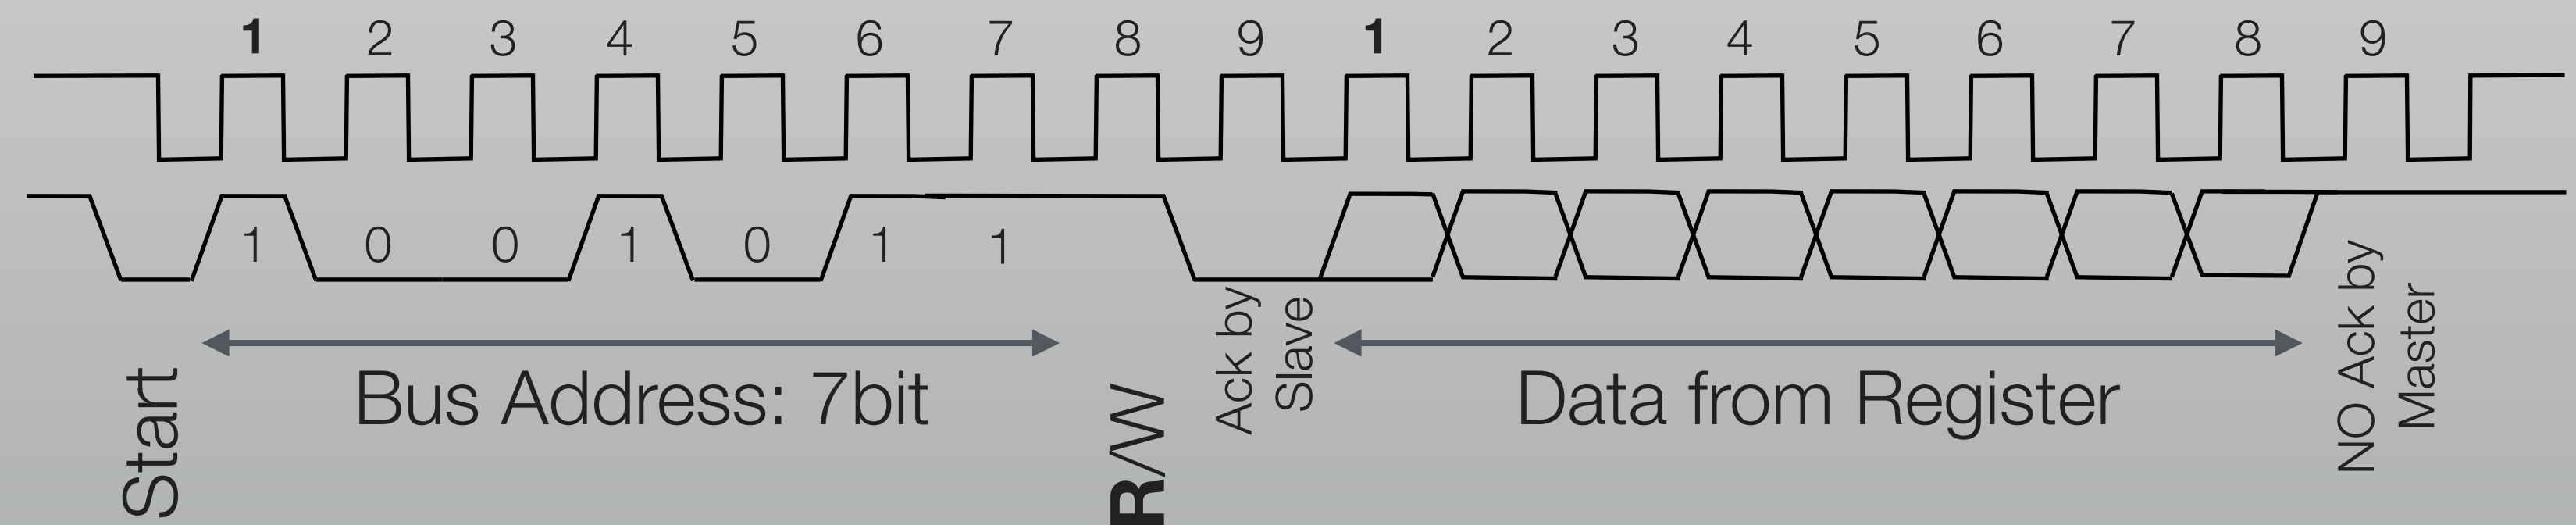 1 2 3 4 5 6 7 8 9 1 2 3 4 5 6 7 8 9
1 0 0 1 0 1 1
Start
Bus Address: 7bit
R/W
Ack by
Slave
Data from Register
NO Ack by
Master